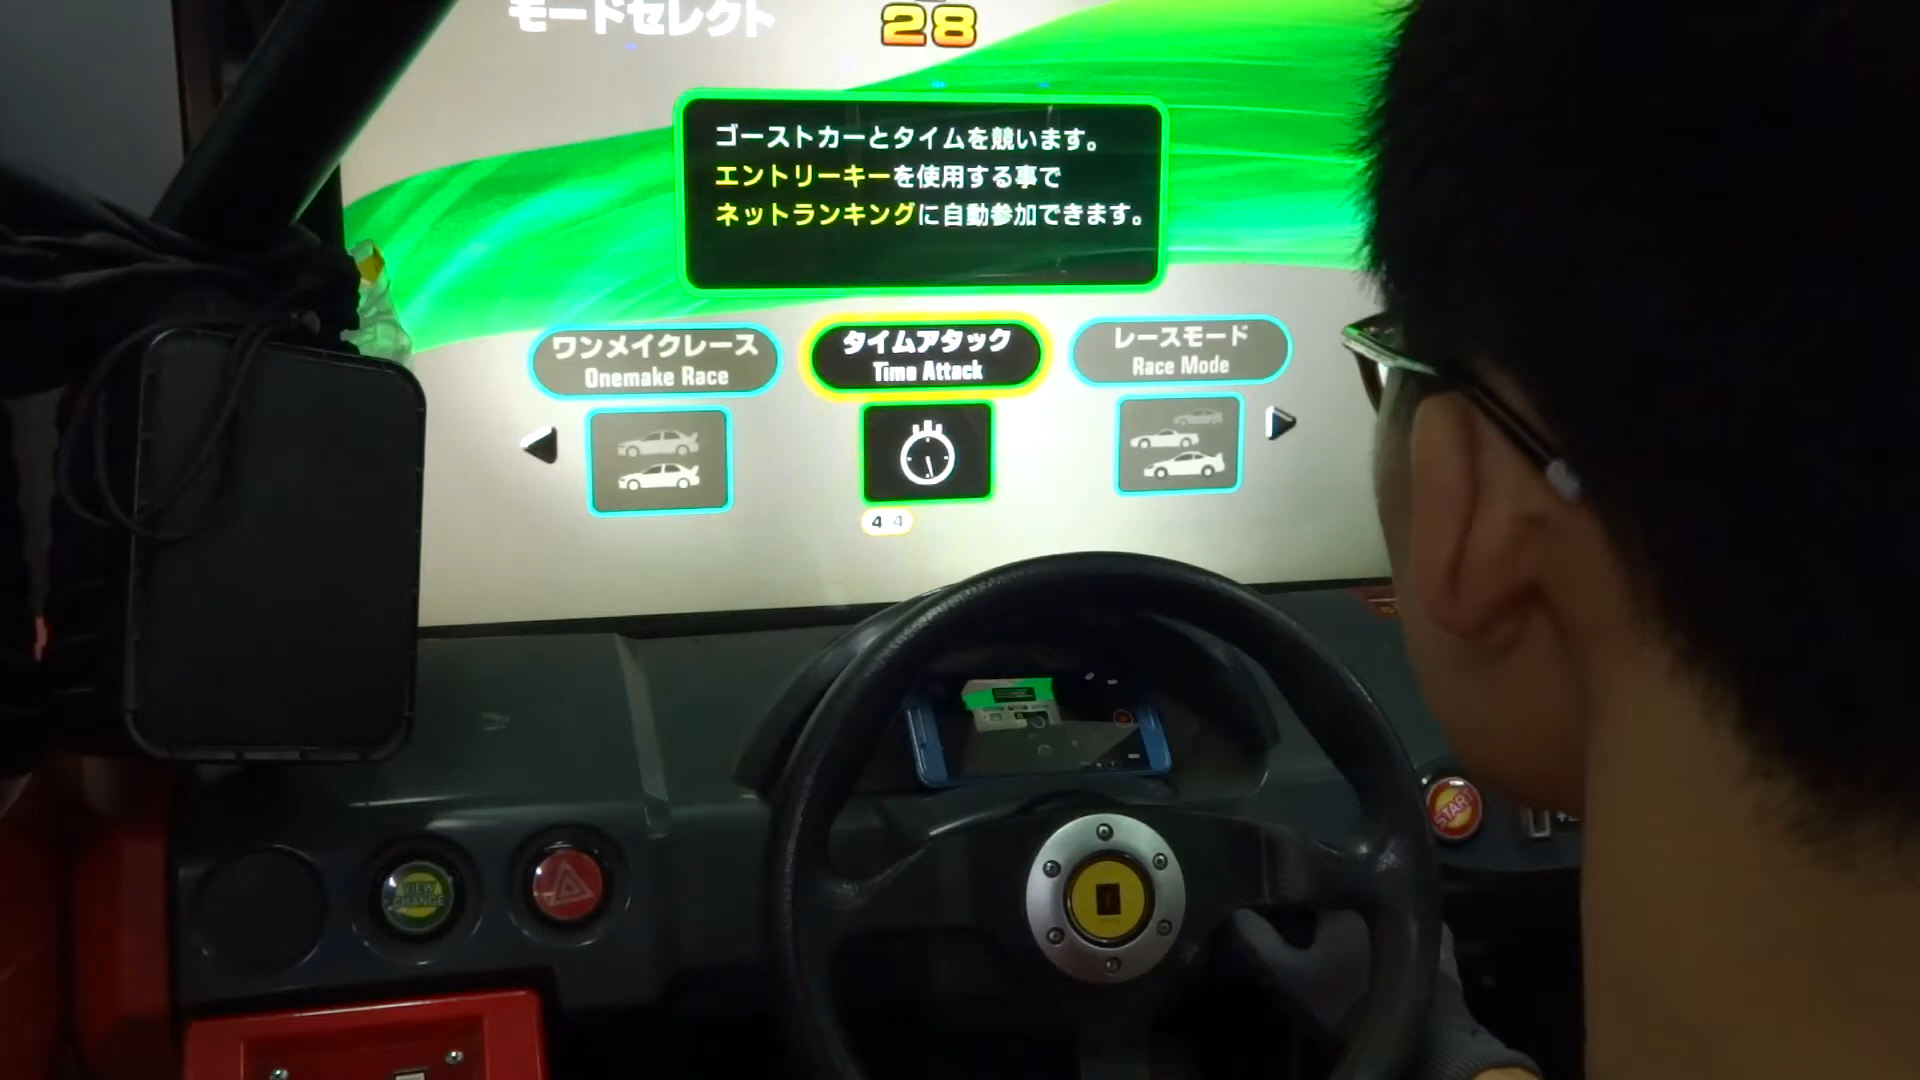 モードセレクト
28
ゴーストカーとタイムを競います。
エントリーキーを使用する事で
ネットランキングに自動参加できます。
ワンメイクレース
Onemake Race
タイムアタック
Time Attack
レースモード
Race Mode
4 4
START
VIEW
CHANGE